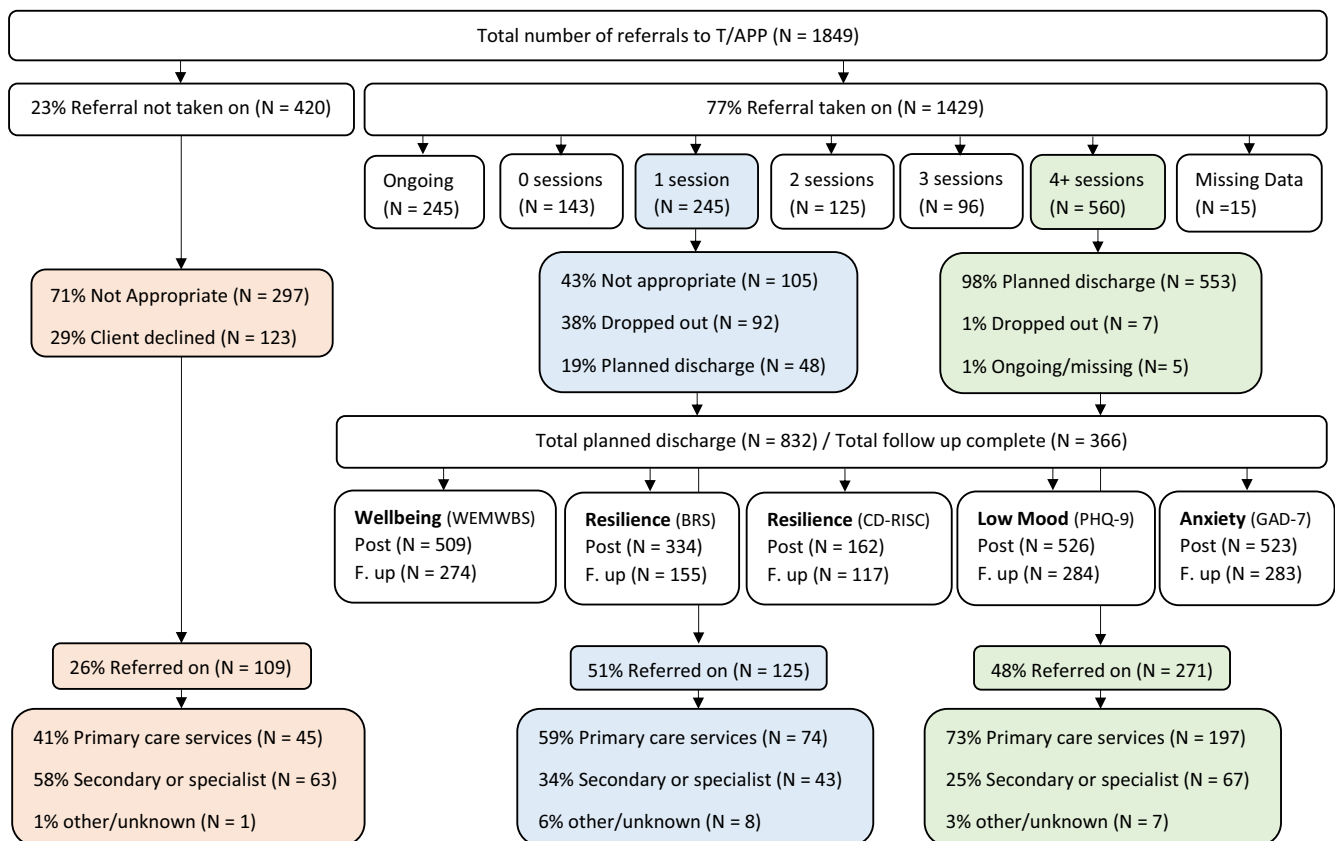 Total number of referrals to T/APP (N = 1849)
23% Referral not taken on (N = 420)
77% Referral taken on (N = 1429)
Ongoing
(N = 245)
0 sessions
(N = 143)
1 session
(N = 245)
2 sessions
(N = 125)
3 sessions
(N = 96)
4+ sessions
(N = 560)
Missing Data
(N =15)
71% Not Appropriate (N = 297)
29% Client declined (N = 123)
43% Not appropriate (N = 105)
38% Dropped out (N = 92)
19% Planned discharge (N = 48)
98% Planned discharge (N = 553)
1% Dropped out (N = 7)
1% Ongoing/missing (N= 5)
Total planned discharge (N = 832) / Total follow up complete (N = 366)
Wellbeing (WEMWBS)
Post (N = 509)
F. up (N = 274)
Resilience (BRS)
Post (N = 334)
F. up (N = 155)
Resilience (CD-RISC)
Post (N = 162)
F. up (N = 117)
Low Mood (PHQ-9)
Post (N = 526)
F. up (N = 284)
Anxiety (GAD-7)
Post (N = 523)
F. up (N = 283)
26% Referred on (N = 109)
51% Referred on (N = 125)
48% Referred on (N = 271)
41% Primary care services (N = 45)
58% Secondary or specialist (N = 63)
1% other/unknown (N = 1)
59% Primary care services (N = 74)
34% Secondary or specialist (N = 43)
6% other/unknown (N = 8)
73% Primary care services (N = 197)
25% Secondary or specialist (N = 67)
3% other/unknown (N = 7)